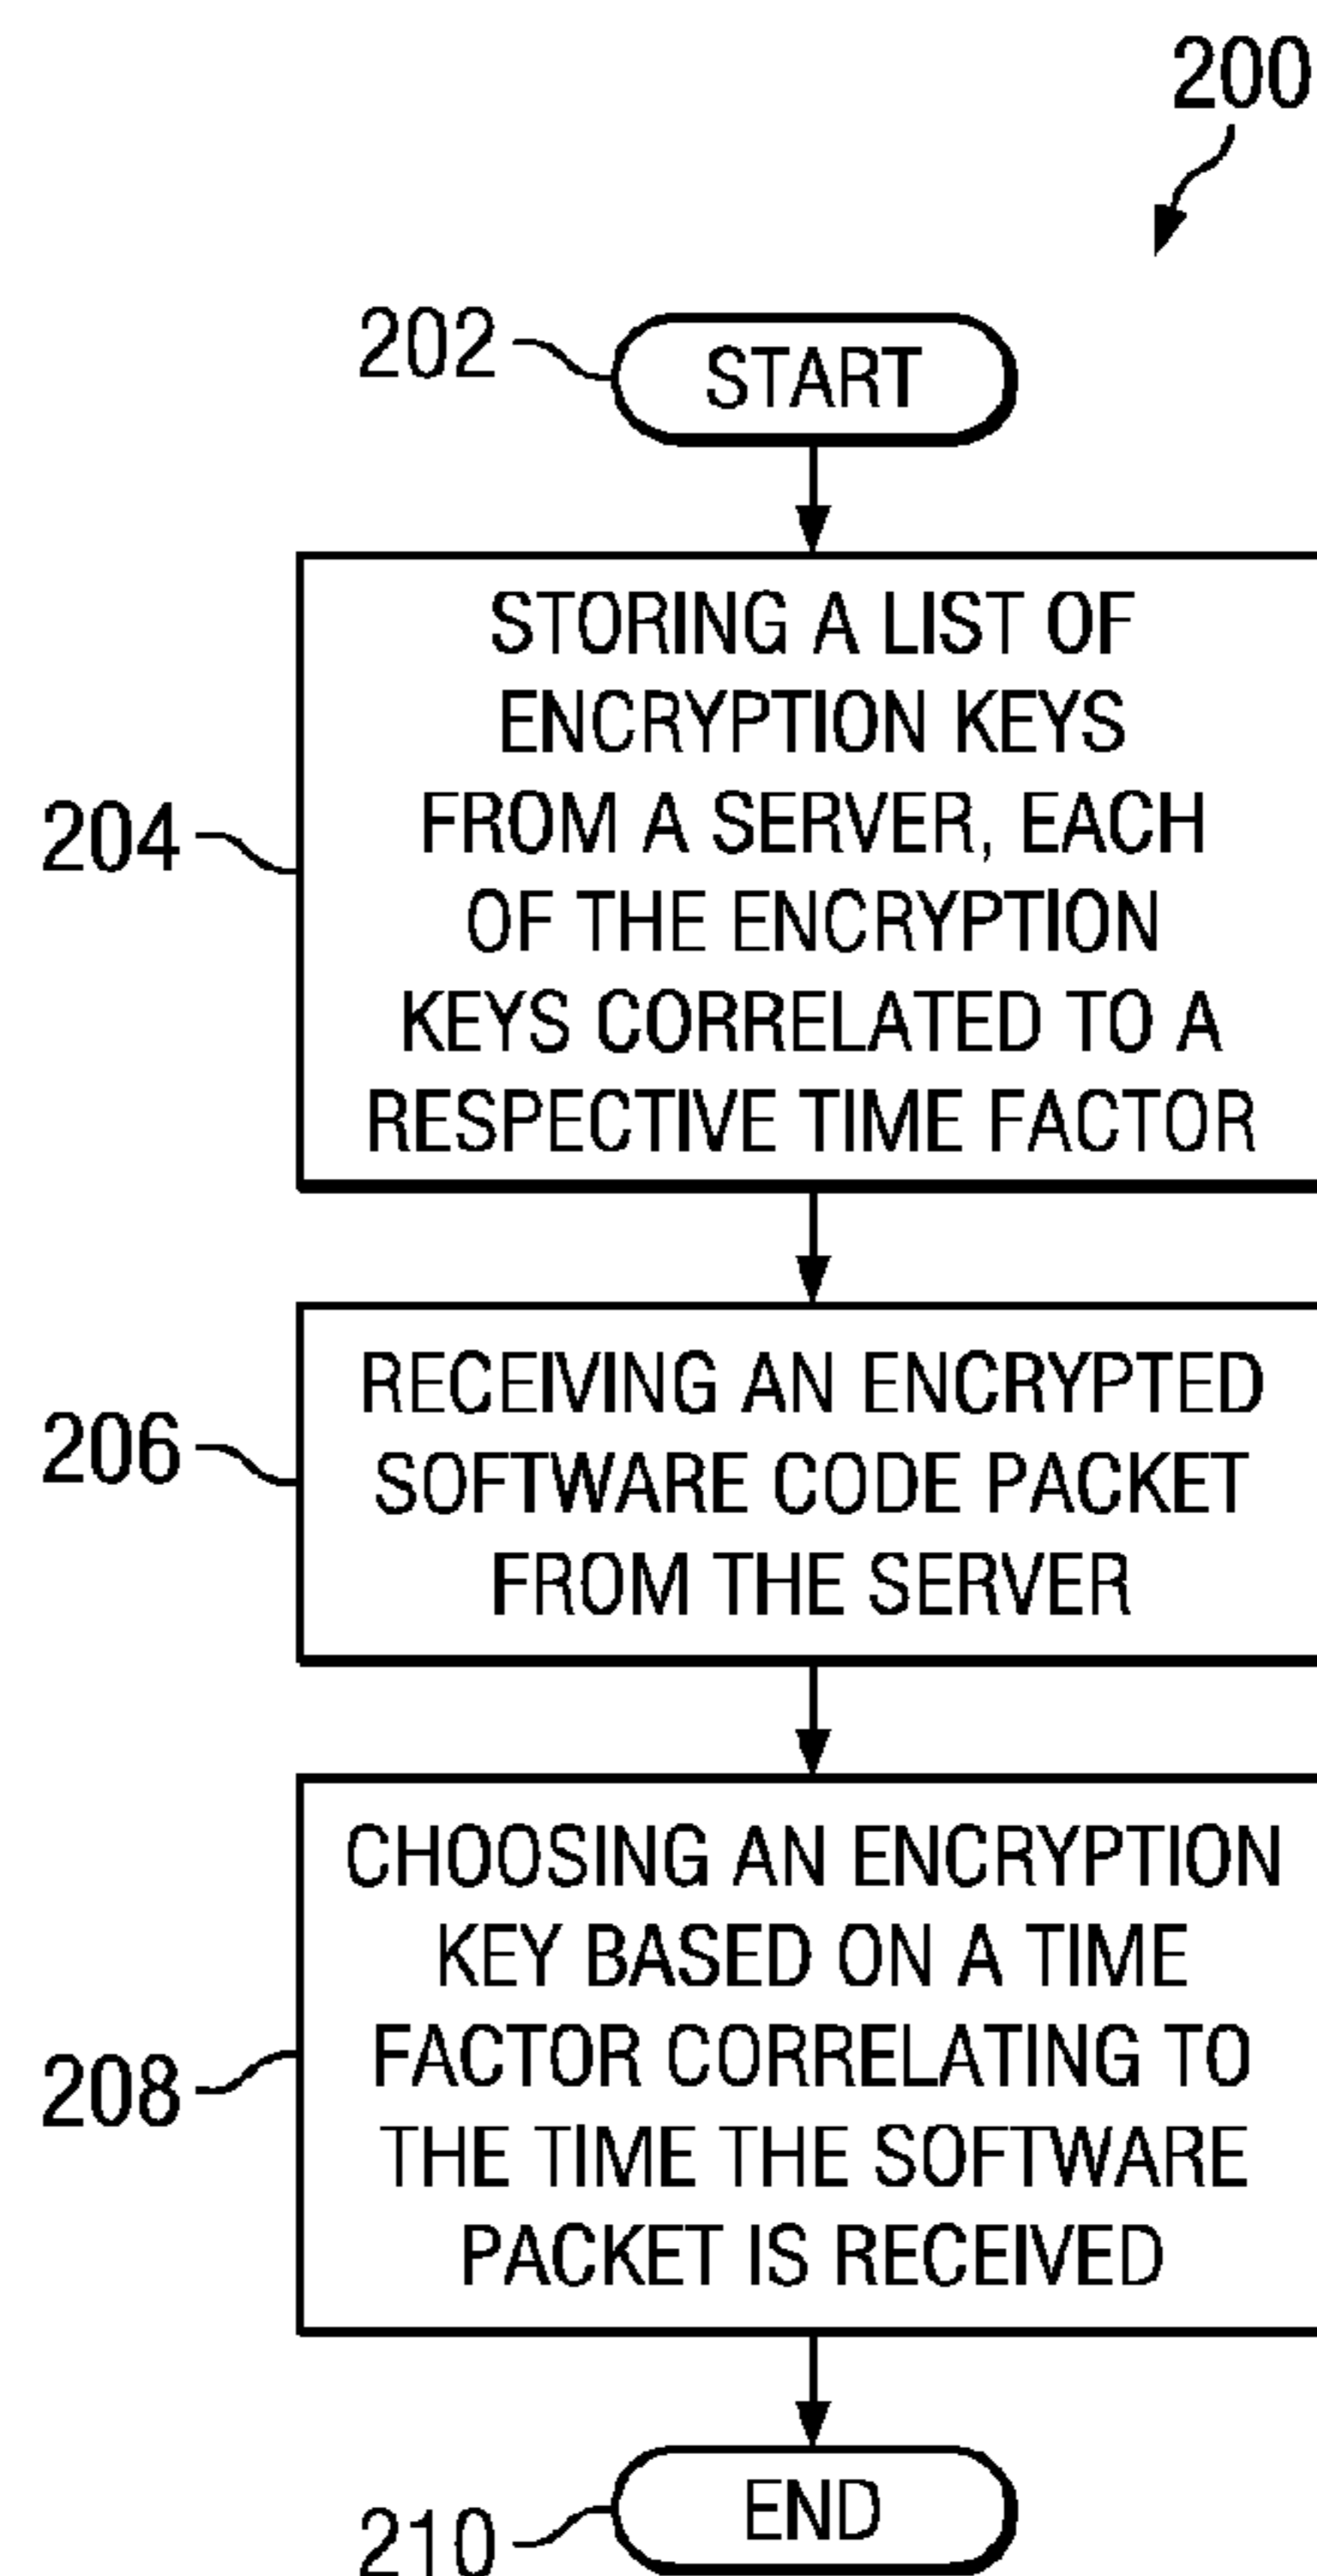 200
202
START
STORING A LIST OF
ENCRYPTION KEYS
FROM A SERVER, EACH
OF THE ENCRYPTION
KEYS CORRELATED TO A
RESPECTIVE TIME FACTOR
204
RECEIVING AN ENCRYPTED
SOFTWARE CODE PACKET
FROM THE SERVER
206
CHOOSING AN ENCRYPTION
KEY BASED ON A TIME
FACTOR CORRELATING TO
THE TIME THE SOFTWARE
PACKET IS RECEIVED
208
END
210